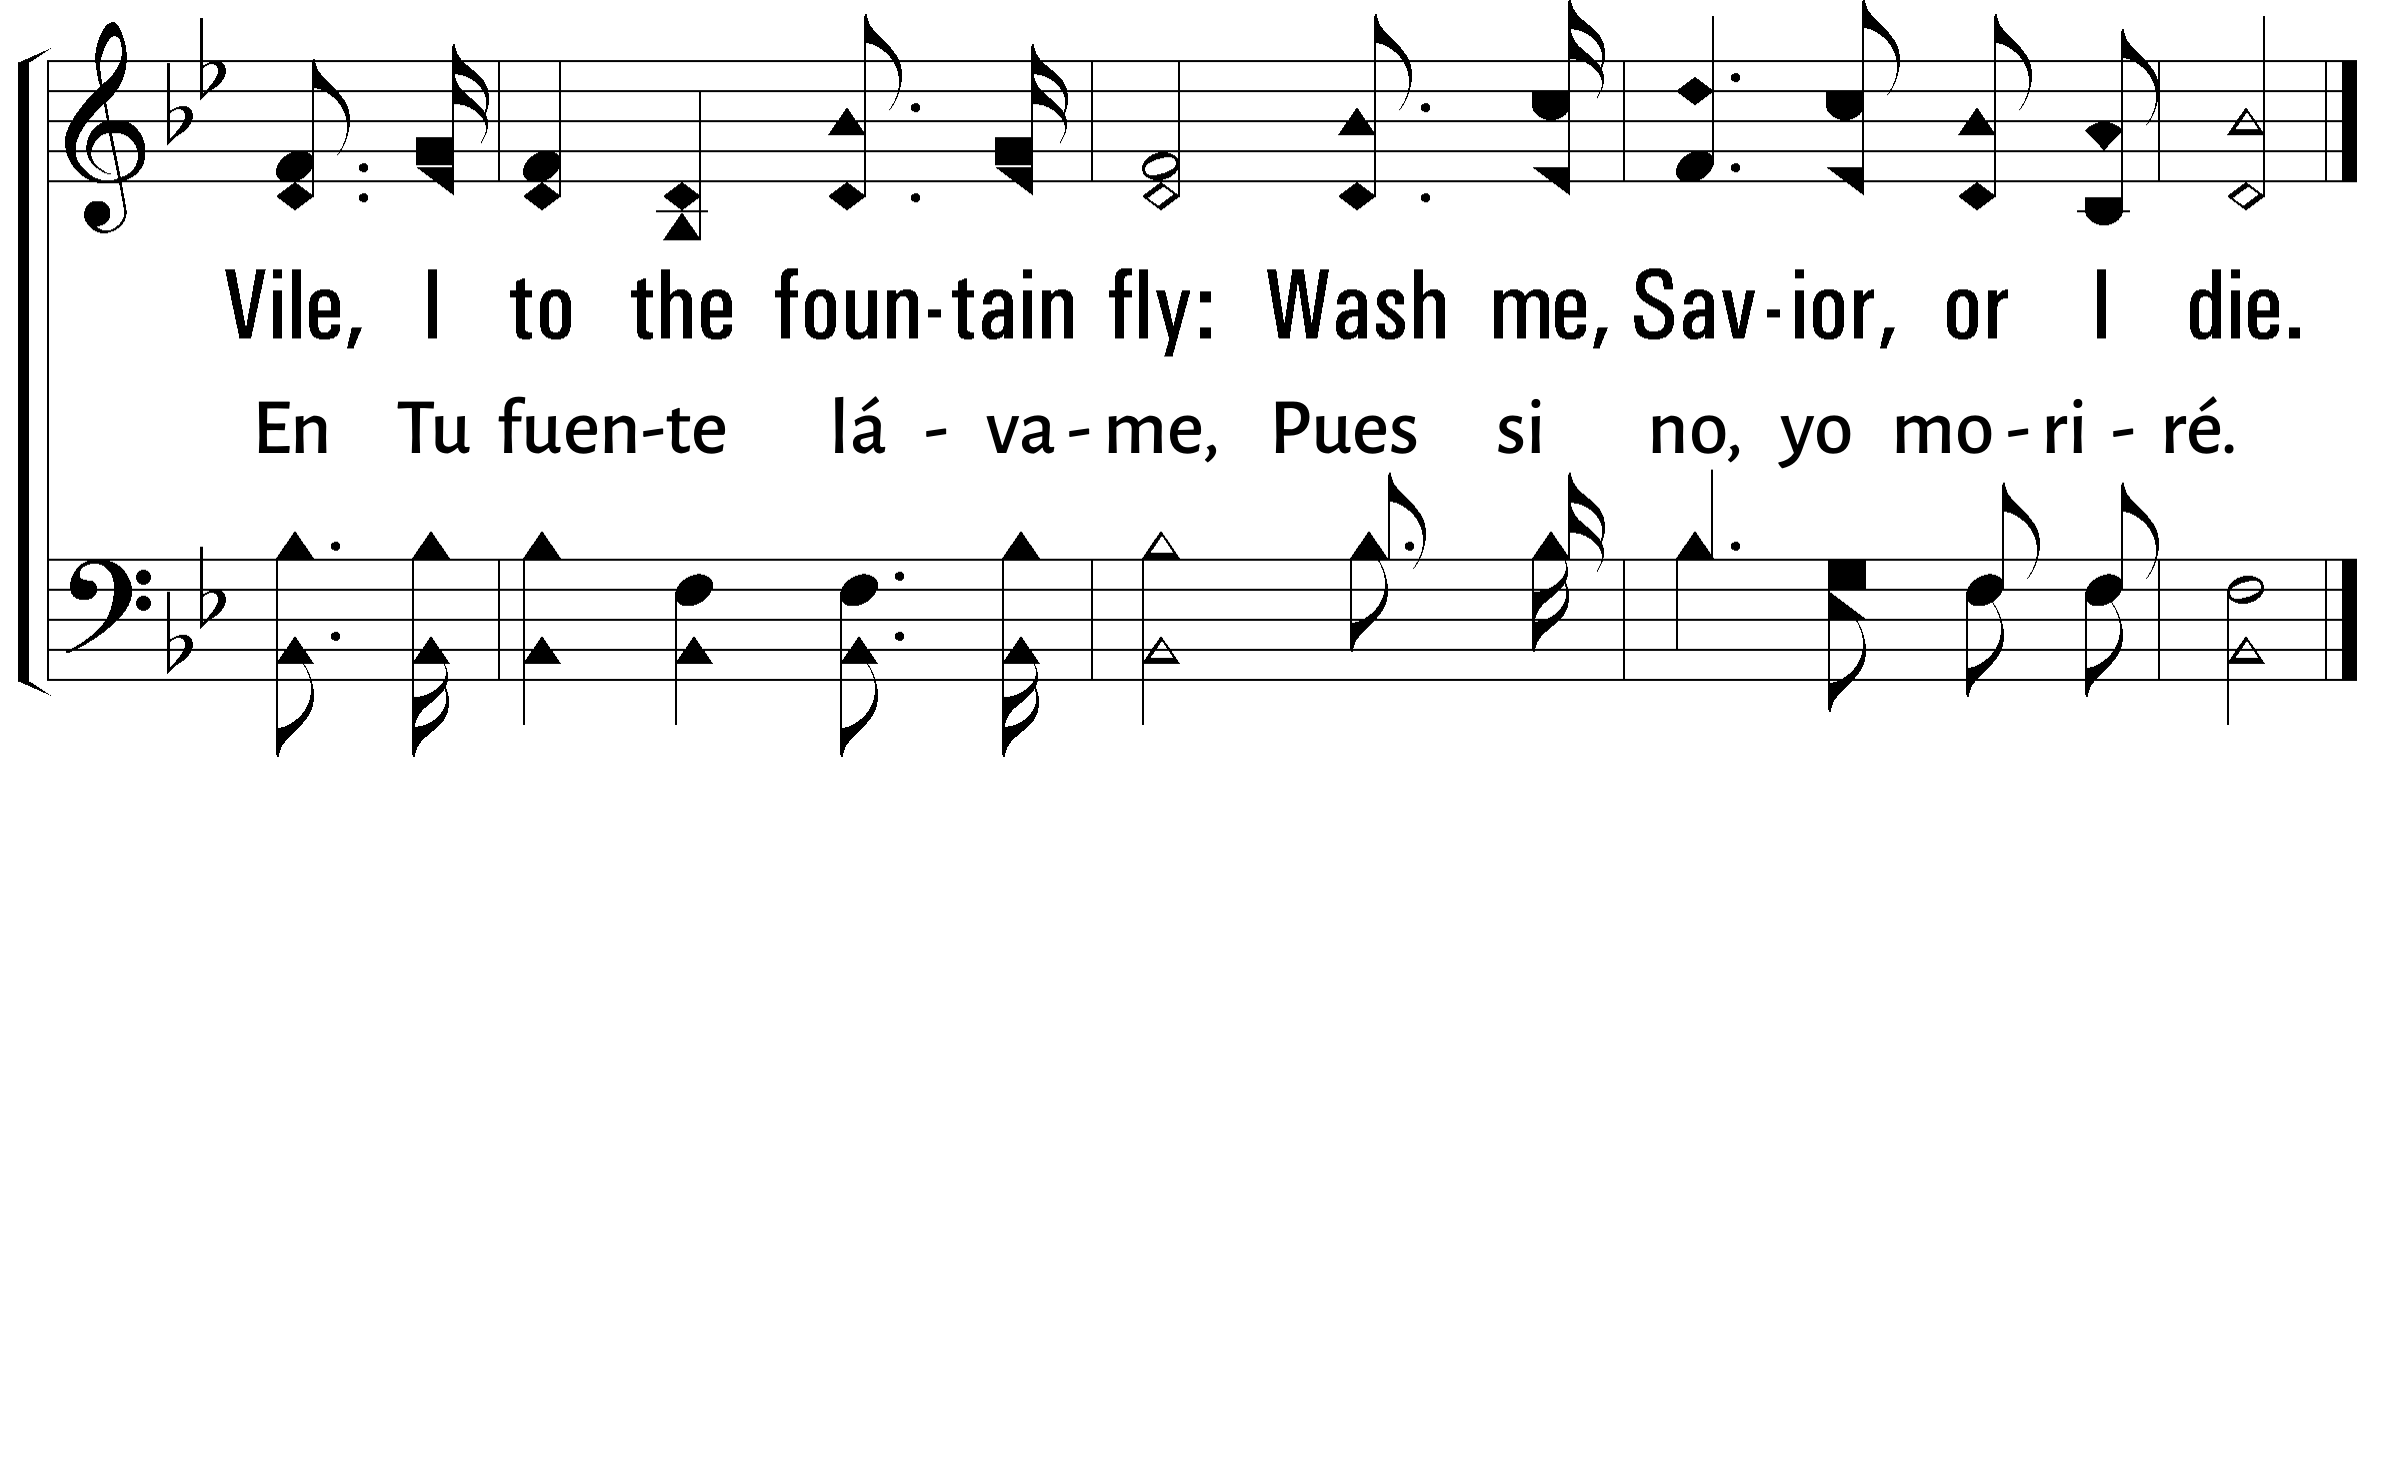 Vile, I to the foun-tain fly: Wash me, Sav-ior, or I die.
En Tu fuen-te lá - va-me, Pues si no, yo mo-ri - ré.